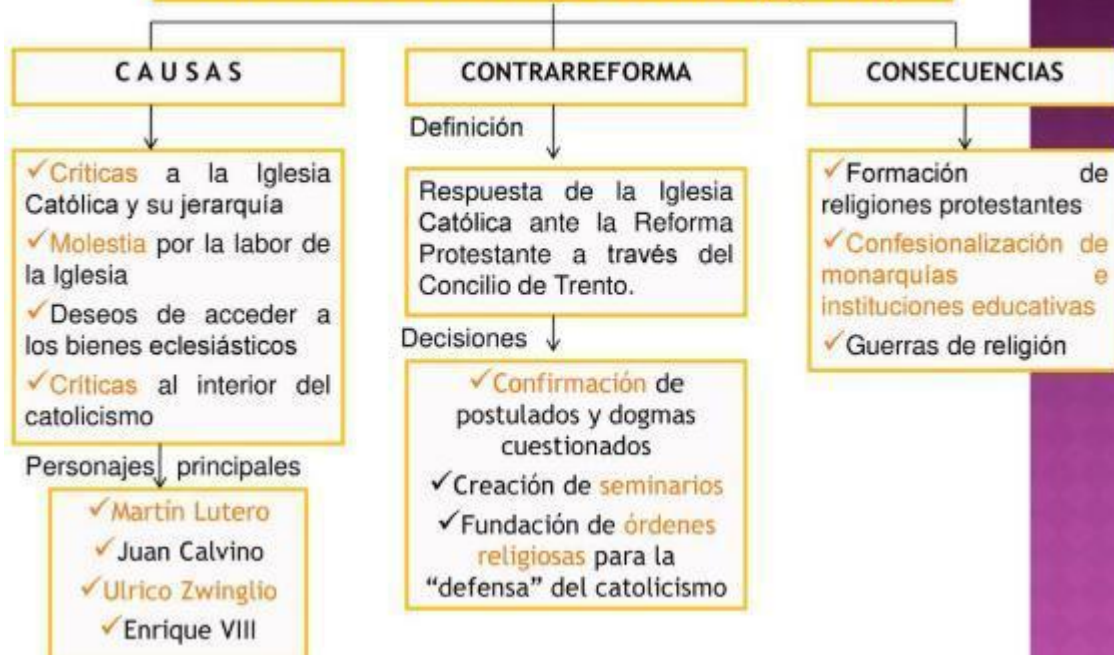 CAUSAS
✓Críticas a la Iglesia
Católica y su jerarquía
✓Molestia por la labor de
la Iglesia
✓Deseos de acceder a
los bienes eclesiásticos
✓Críticas al interior del
catolicismo
Personajes principales
✓Martín Lutero
✓Juan Calvino
✓Ulrico Zwinglio
✓Enrique VIII
CONTRARREFORMA
Definición
Respuesta de la Iglesia
Católica ante la Reforma
Protestante a través del
Concilio de Trento.
Decisiones
✓Confirmación de
postulados y dogmas
cuestionados
✓Creación de seminarios
✓Fundación de órdenes
religiosas para la
“defensa” del catolicismo
CONSECUENCIAS
✓Formación de
religiones protestantes
✓Confesionalización de
monarquías e
instituciones educativas
✓Guerras de religión